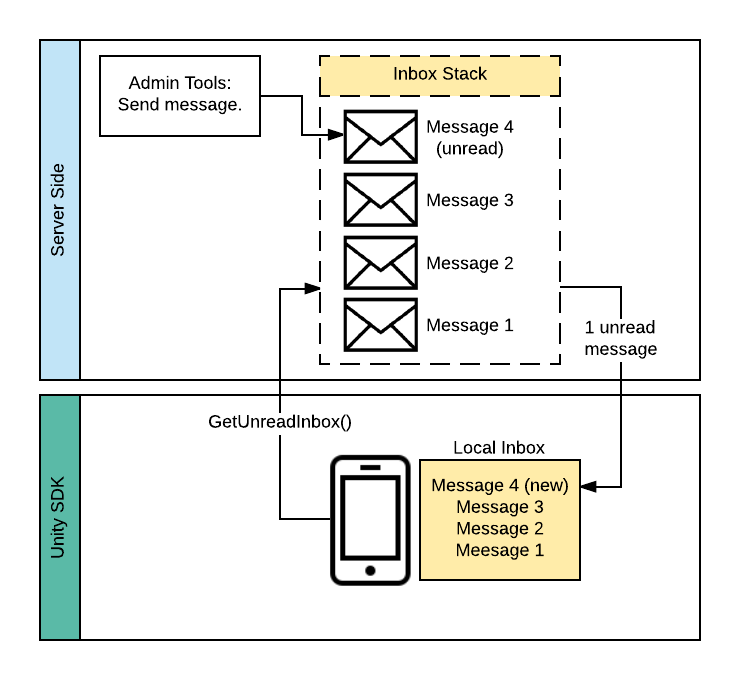 Server Side
Admin Tools:
Send message.
Inbox Stack
Message 4
(unread)
Message 3
Message 2
Message 1
1 unread
message
Unity SDK
GetUnreadInbox()
Local Inbox
Message 4 (new)
Message 3
Message 2
Meesage 1